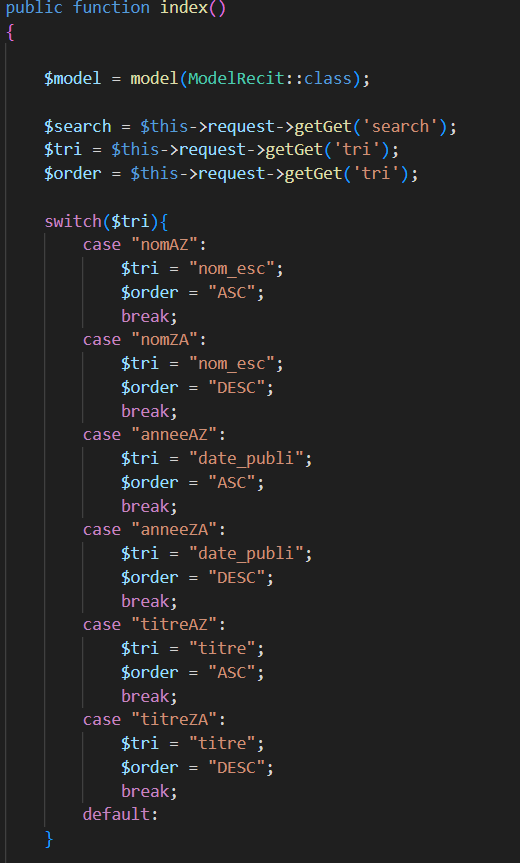 public function index()
{
$model = model(ModelRecit::class);
$search = $this->request->getGet('search');
$tri = $this->request->getGet('tri');
$order = $this->request->getGet('tri');
switch($tri){
case "nomAZ":
$tri = "nom_esc";
$order = "ASC";
break;
case "nomZA":
$tri = "nom_esc";
$order = "DESC";
break;
case "anneeAZ":
$tri = "date_publi";
$order = "ASC";
break;
case "anneeZA":
$tri = "date_publi";
$order = "DESC";
break;
case "titreAZ":
$tri = "titre";
$order = "ASC";
break;
case "titreZA":
$tri = "titre";
$order = "DESC";
break;
default:
}